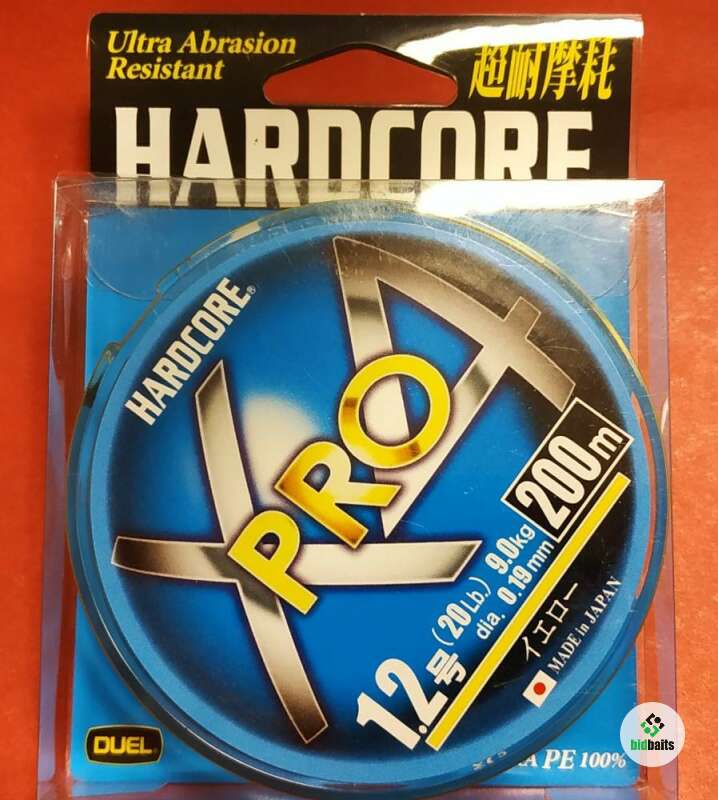 Ultra Abrasion
Resistant
超耐摩耗
HARDCORE
HARDCORE®
X4
PRO
200m
1.2号 (20Lb.) 9.0kg
dia. 0.19mm
イエロー
MADE in JAPAN
DUEL®
PE 100%
bidbaits